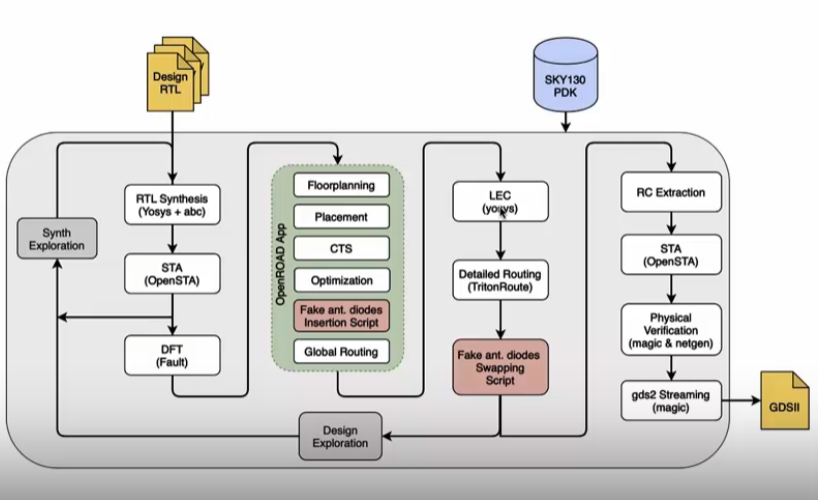 Design
RTL
SKY130
PDK
RTL Synthesis
(Yosys + abc)
Synth
Exploration
STA
(OpenSTA)
DFT
(Fault)
OpenROAD App
Floorplanning
Placement
CTS
Optimization
Fake ant. diodes
Insertion Script
Global Routing
LEC
(yosys)
Detailed Routing
(TritonRoute)
Fake ant. diodes
Swapping
Script
Design
Exploration
RC Extraction
STA
(OpenSTA)
Physical
Verification
(magic & netgen)
gds2 Streaming
(magic)
GDSII